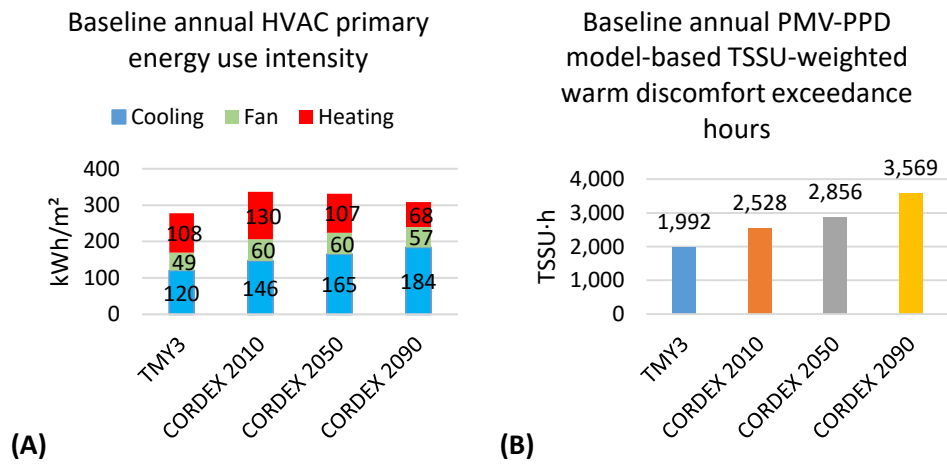 Baseline annual HVAC primary
energy use intensity
Cooling Fan Heating
kWh/m²
400
300
200
100
0
108 130 107 68
49 60 60 57
120 146 165 184
TMY3
CORDEX 2010
CORDEX 2050
CORDEX 2090
(A)
Baseline annual PMV-PPD
model-based TSSU-weighted
warm discomfort exceedance
hours
TSSU·h
4,000
3,000
2,000
1,000
0
1,992
2,528
2,856
3,569
TMY3
CORDEX 2010
CORDEX 2050
CORDEX 2090
(B)